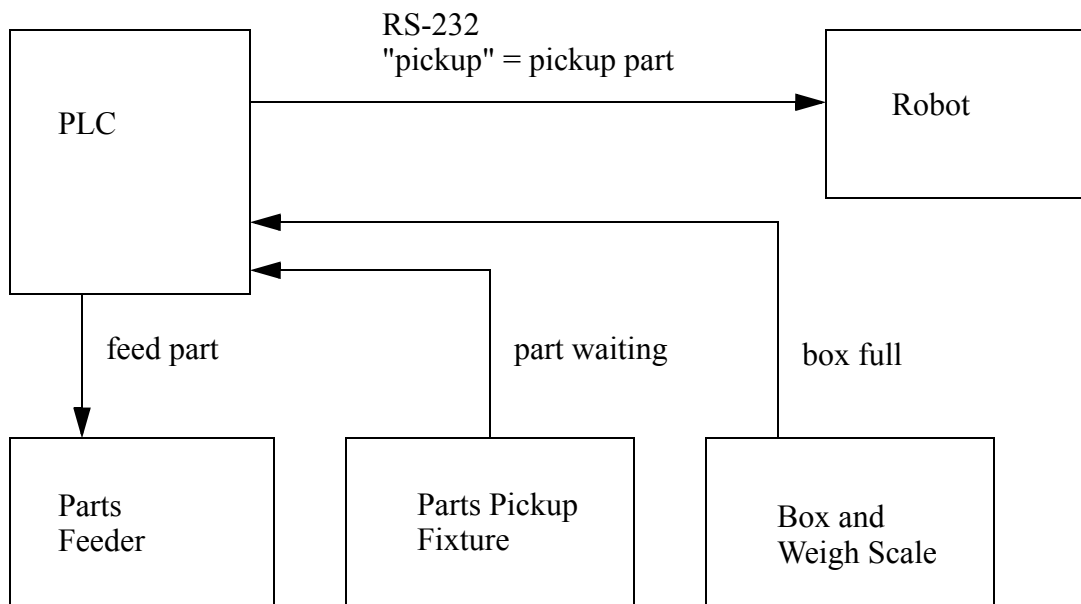 RS-232
"pickup" = pickup part
PLC
Robot
feed part
part waiting
box full
Parts
Feeder
Parts Pickup
Fixture
Box and
Weigh Scale